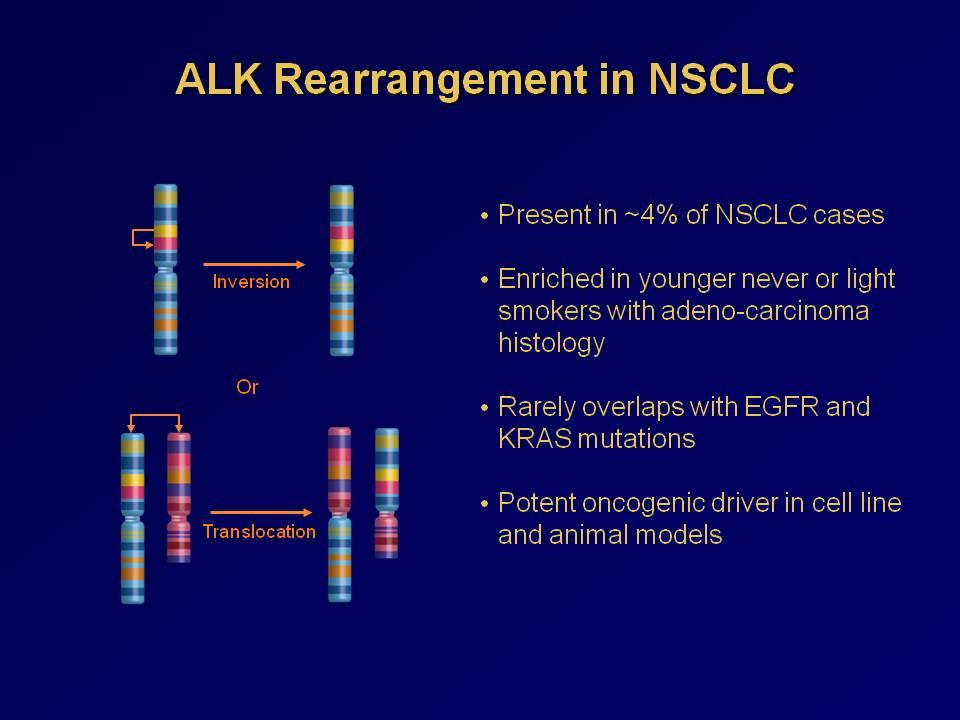 ALK Rearrangement in NSCLC
Inversion
Or
Translocation
• Present in ~4% of NSCLC cases
• Enriched in younger never or light
smokers with adeno-carcinoma
histology
• Rarely overlaps with EGFR and
KRAS mutations
• Potent oncogenic driver in cell line
and animal models